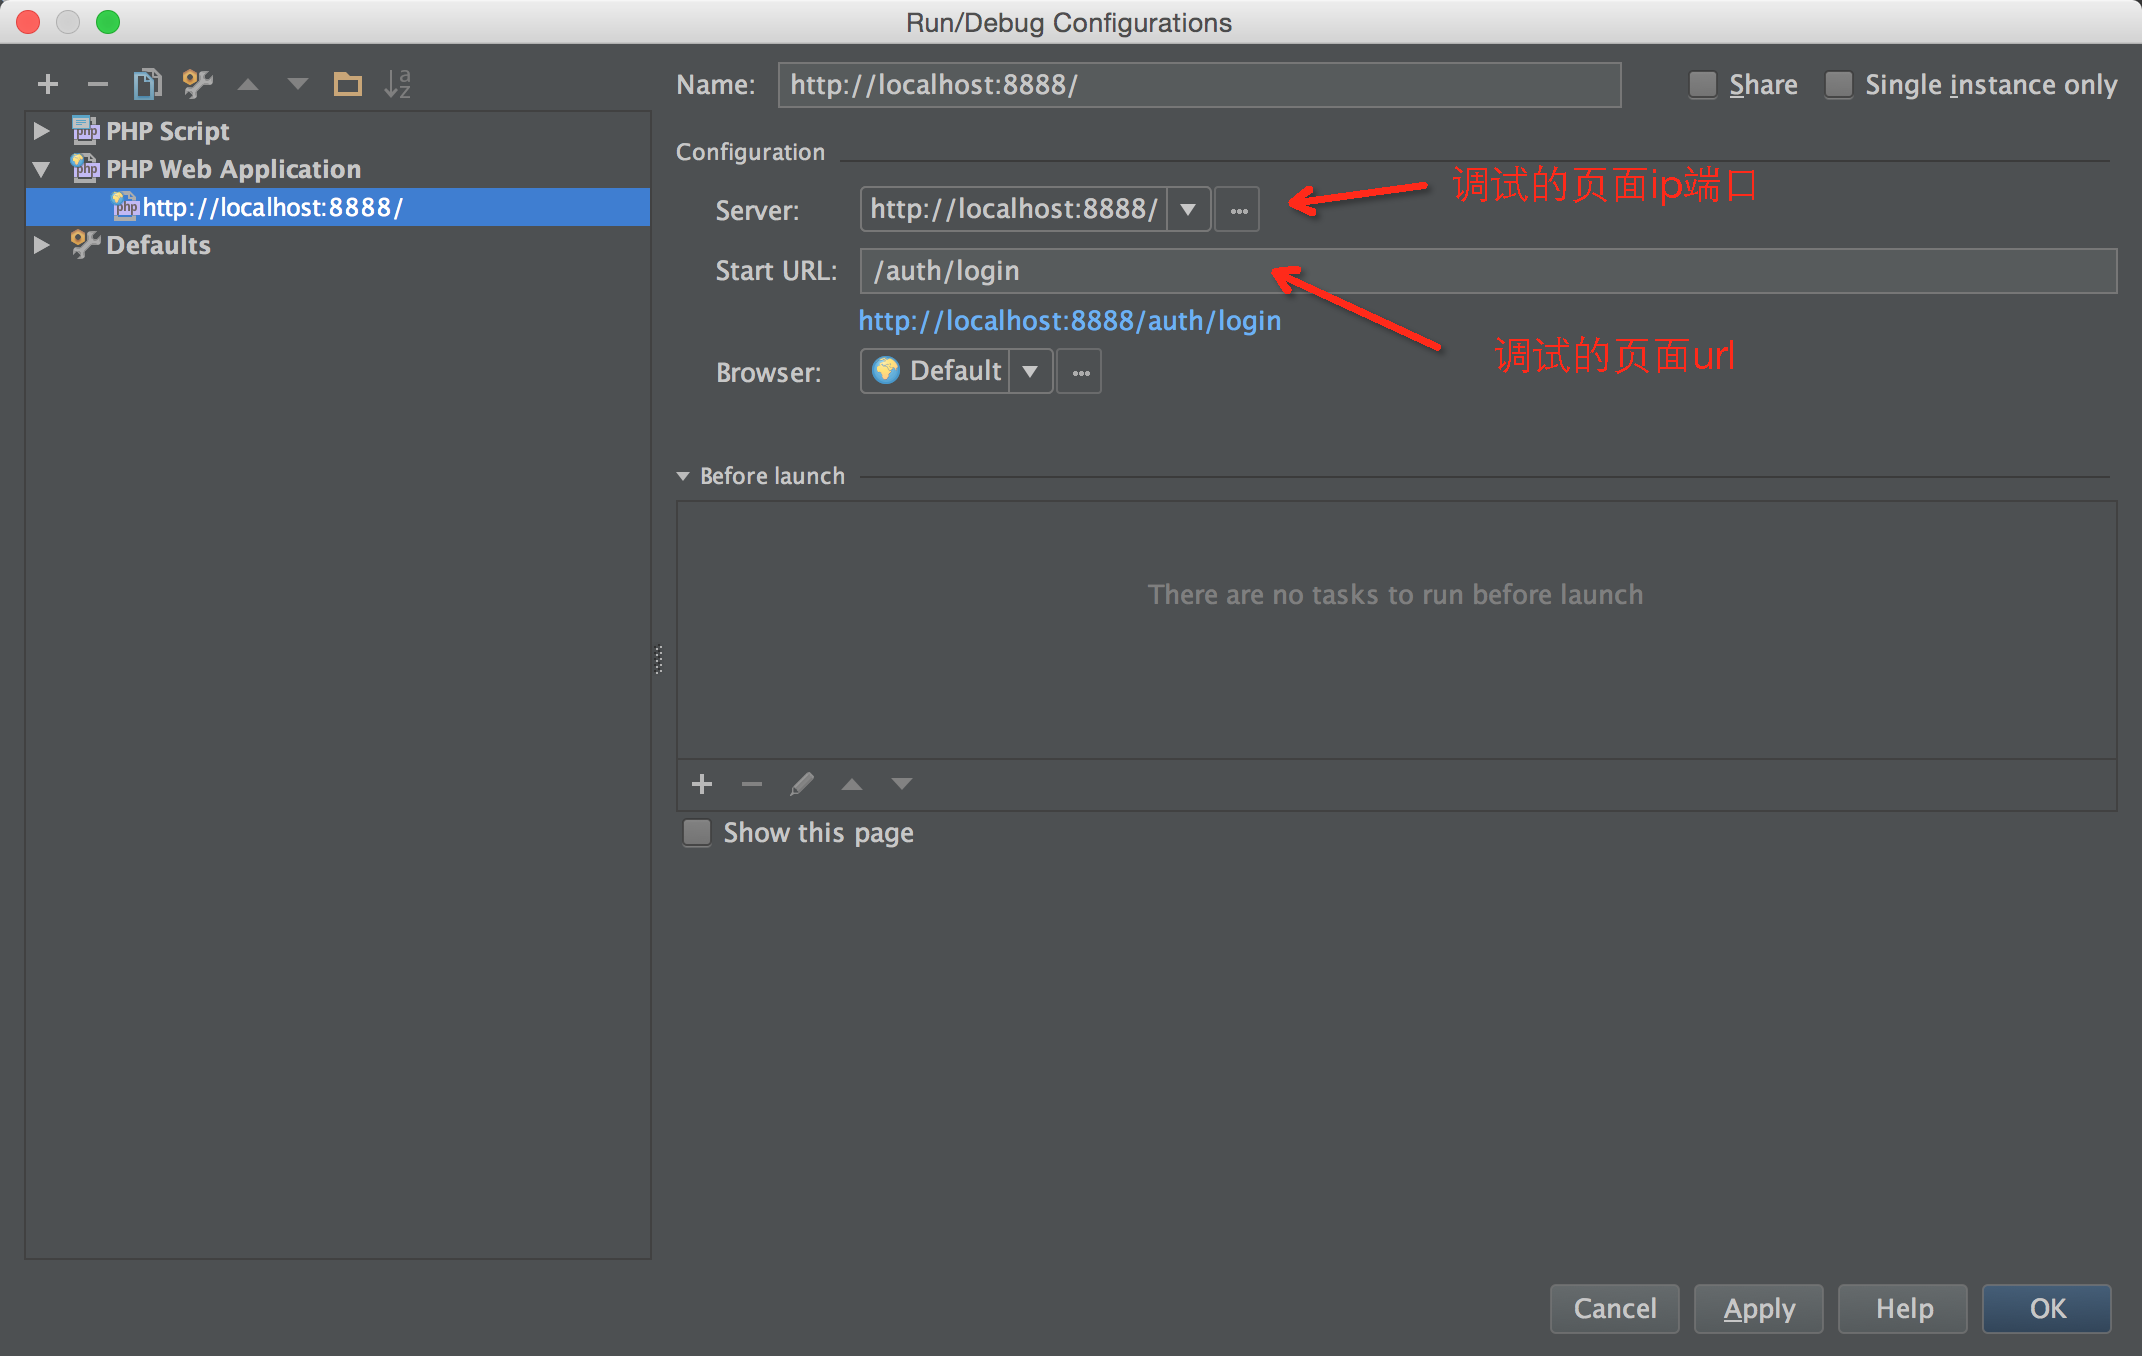 Run/Debug Configurations
Name: http://localhost:8888/
Share
Single instance only
PHP Script
PHP Web Application
http://localhost:8888/
Defaults
Configuration
Server: http://localhost:8888/
调试的页面ip端口
Start URL: /auth/login
http://localhost:8888/auth/login
调试的页面url
Browser: Default
Before launch
There are no tasks to run before launch
Show this page
Cancel
Apply
Help
OK